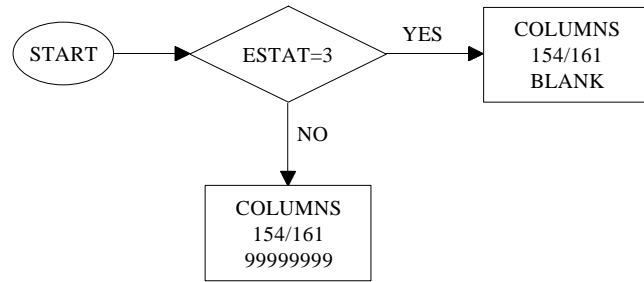 START
ESTAT=3
YES
COLUMNS
154/161
BLANK
NO
COLUMNS
154/161
99999999